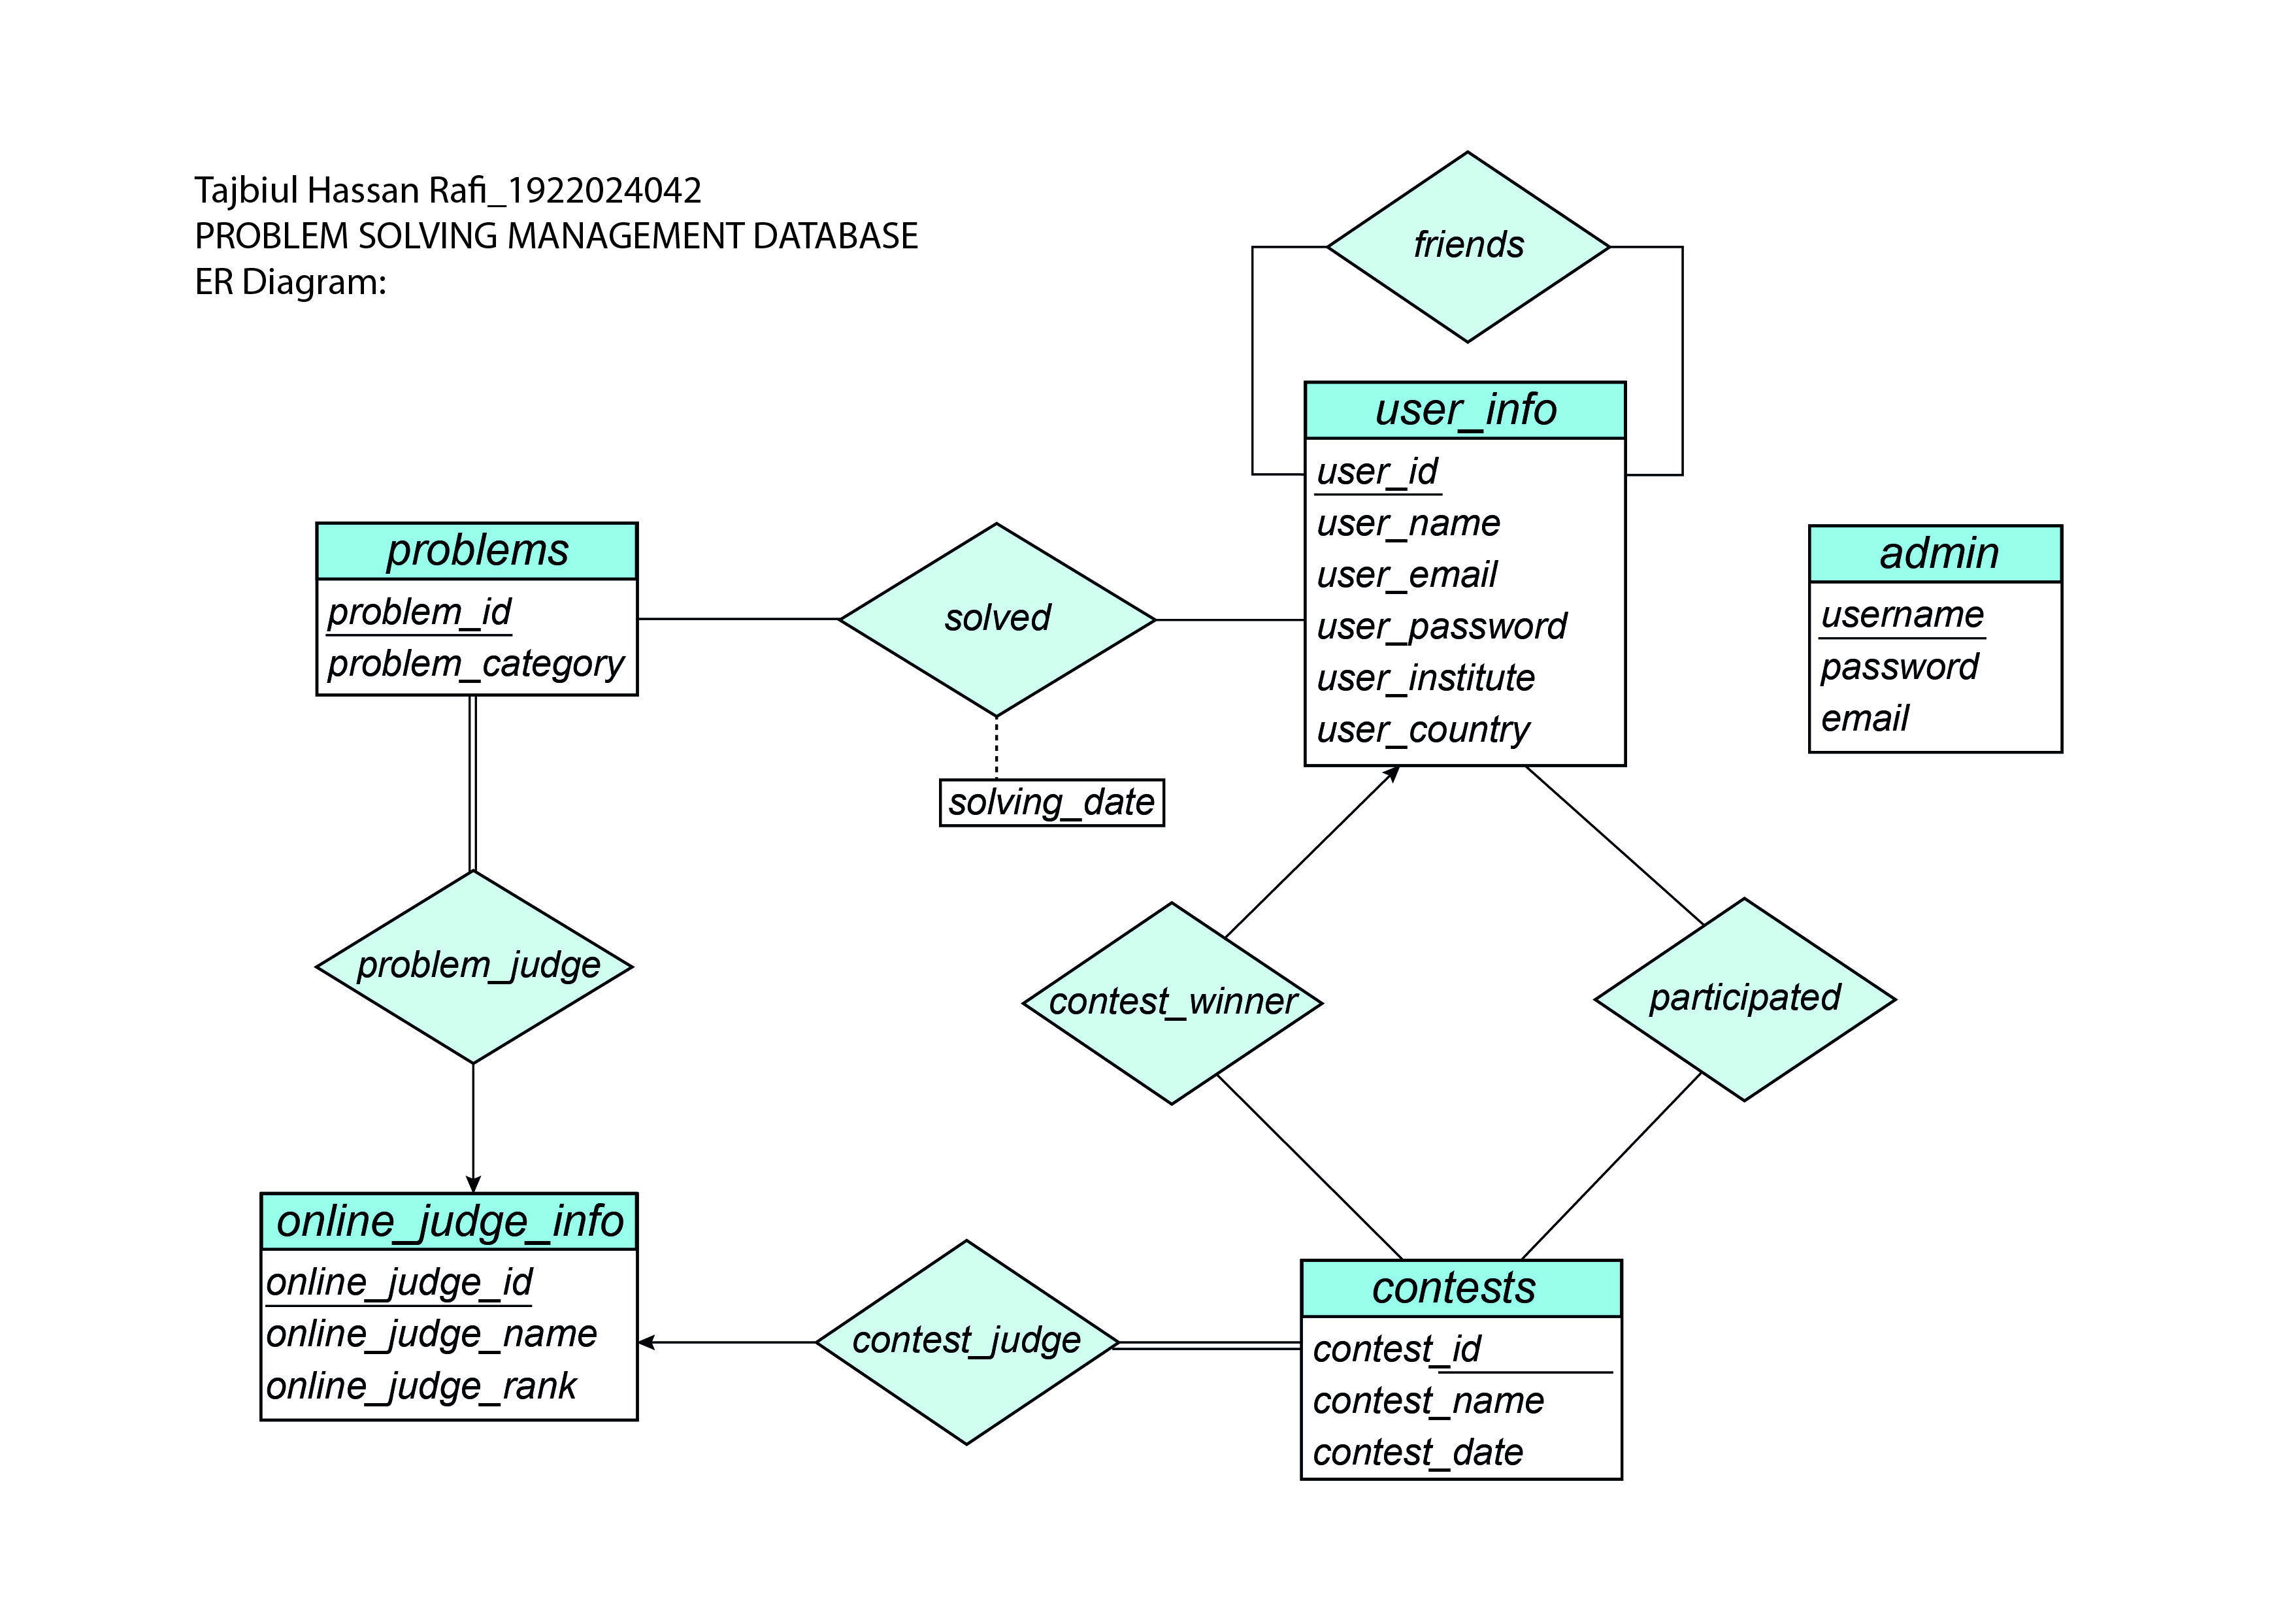 Tajbiul Hassan Rafi_1922024042
PROBLEM SOLVING MANAGEMENT DATABASE
ER Diagram:
friends
user_info
user_id
user_name
user_email
user_password
user_institute
user_country
admin
username
password
email
problems
problem_id
problem_category
solved
solving_date
problem_judge
contest_winner
participated
online_judge_info
online_judge_id
online_judge_name
online_judge_rank
contest_judge
contests
contest_id
contest_name
contest_date